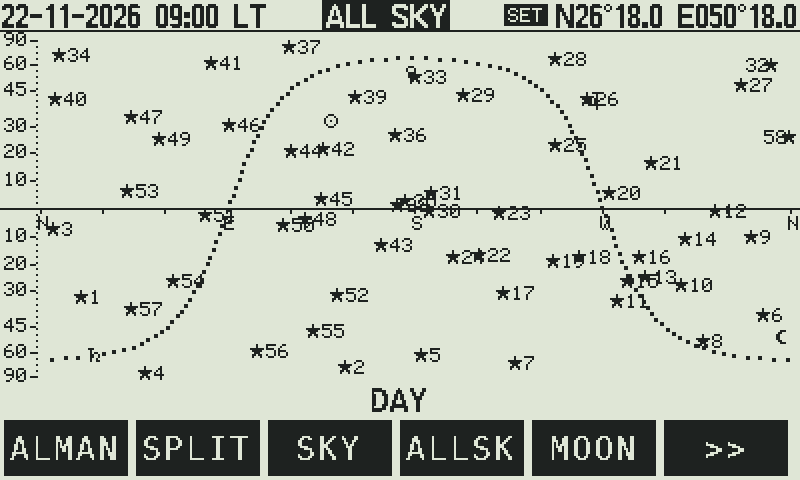 22-11-2026 09:00 LT ALL SKY SET N26°18.0 E050°18.0
90
★37
★34 ★28
60 ★41 32★
★33
45 ★27
★40 ★39 ★29 26
★47
30 ★46
★49 ★36 58★
20 ★44 ★42 ★25
★21
10
★53 ★45 ★31 ★20
★30 ★23 ★12
★48
N ★3 E ★50 S N
10 ★43 ★14 ★9
20 ★22 ★19 ★18 ★16
★54 ★13
30 ★1 ★52 ★17 ★10
★57 ★11
★6
45 ★55
★8
60 ★56 ★5
★2 ★7
90 ★4
DAY
ALMAN SPLIT SKY ALLSK MOON >>